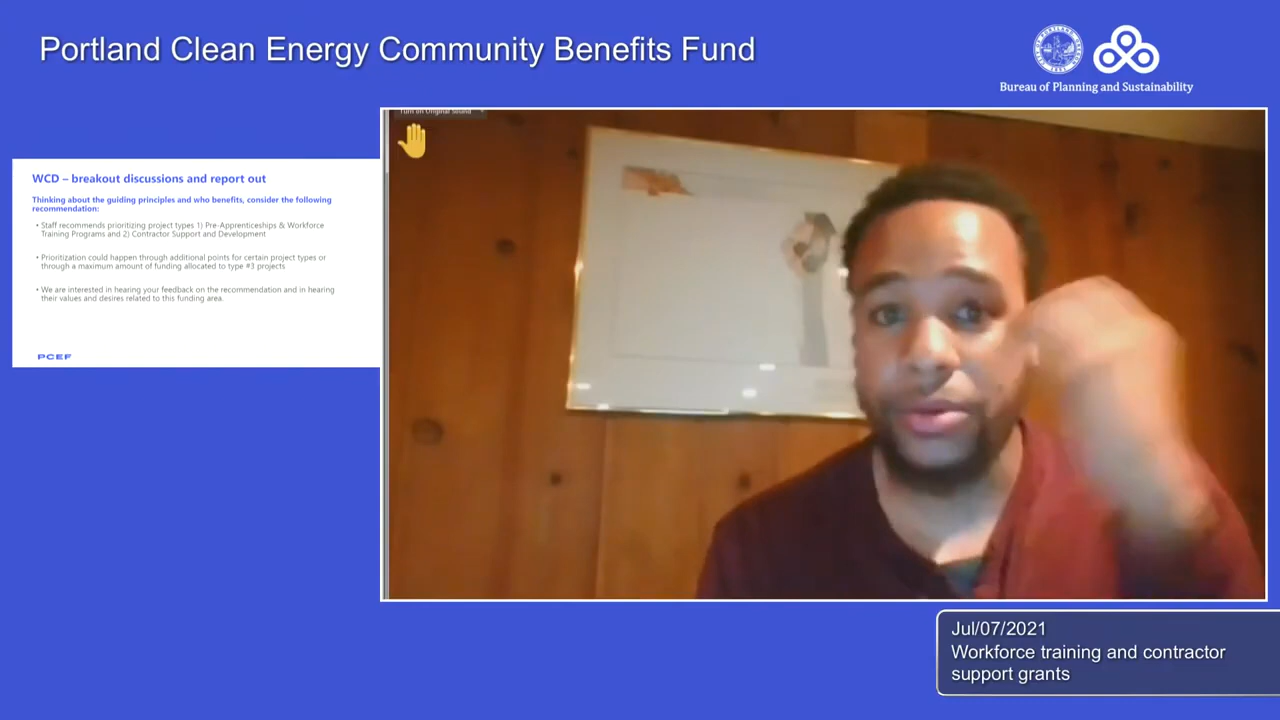 Portland Clean Energy Community Benefits Fund
Bureau of Planning and Sustainability
Turn on Original Sound
WCD – breakout discussions and report out
Thinking about the guiding principles and who benefits, consider the following
recommendation:
• Staff recommends prioritizing project types 1) Pre-Apprenticeships & Workforce
Training Programs and 2) Contractor Support and Development
• Prioritization could happen through additional points for certain project types or
through a maximum amount of funding allocated to type #3 projects
• We are interested in hearing your feedback on the recommendation and in hearing
their values and desires related to this funding area.
PCEF
Jul/07/2021
Workforce training and contractor
support grants